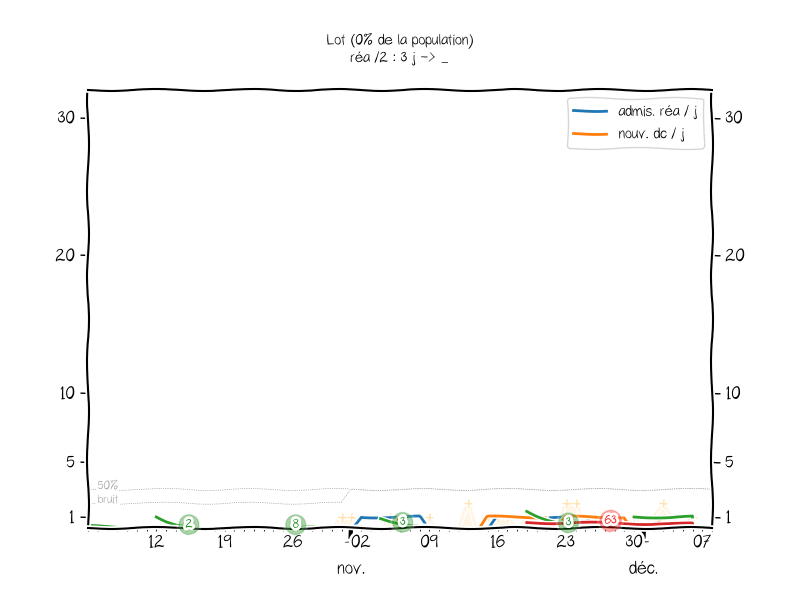 Lot (0% de la population)
réa /2 : 3 j -> _
admis. réa / j
nouv. dc / j
30 30
20 20
10 10
5 5
50%
bruit
1 1
2 8 3 3 63
12 19 26 02 09 16 23 30 07
nov. déc.